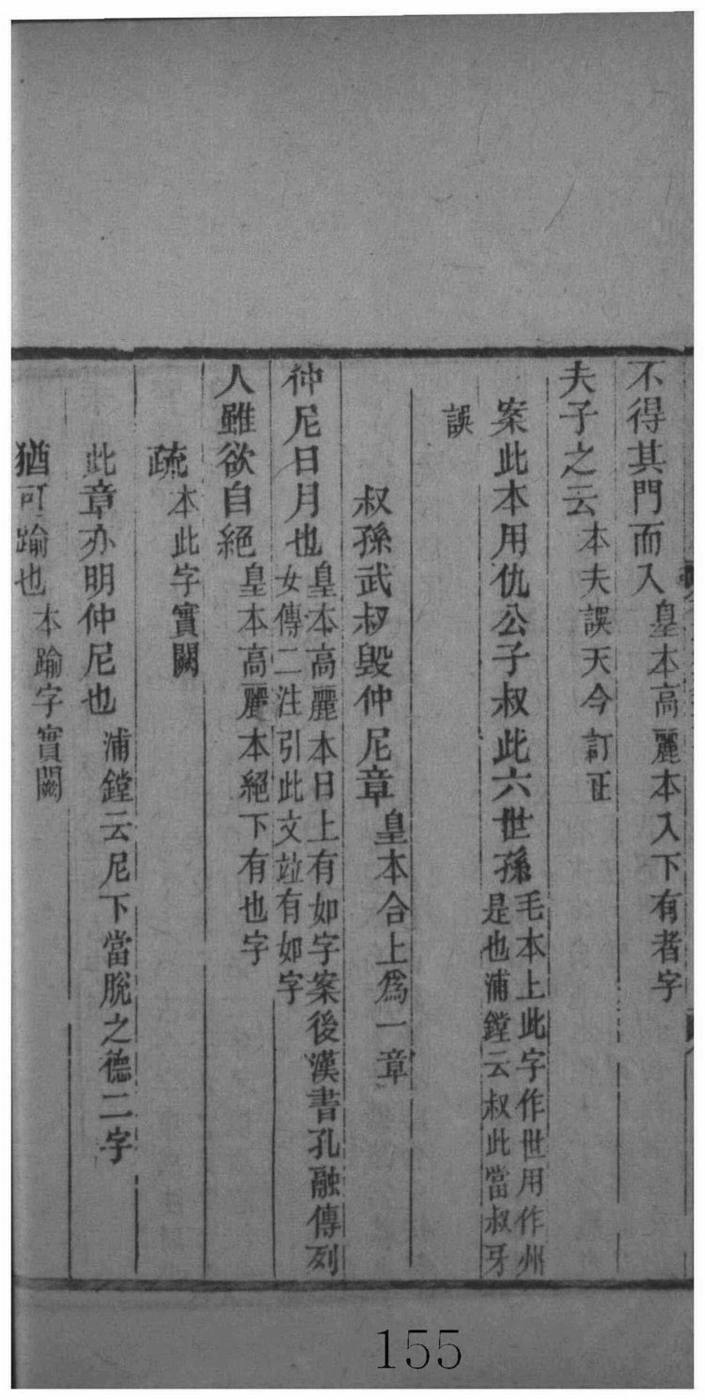 不得其門而入皇本高麗本入下有者字
夫子之云本夫誤天今訂正
案此本用仇公子叔此六世孫毛本上此字作世用作州
是也浦鏜云叔此當叔牙
誤
叔孫武叔毀仲尼章皇本合上爲一章
仲尼日月也皇本高麗本日上有如字案後漢書孔融傳列
女傳二注引此文竝有如字
人雖欲自絕皇本高麗本絕下有也字
疏本此字實闕
此章亦明仲尼也浦鏜云尼下當脫之德二字
猶可踰也本踰字實闕
155